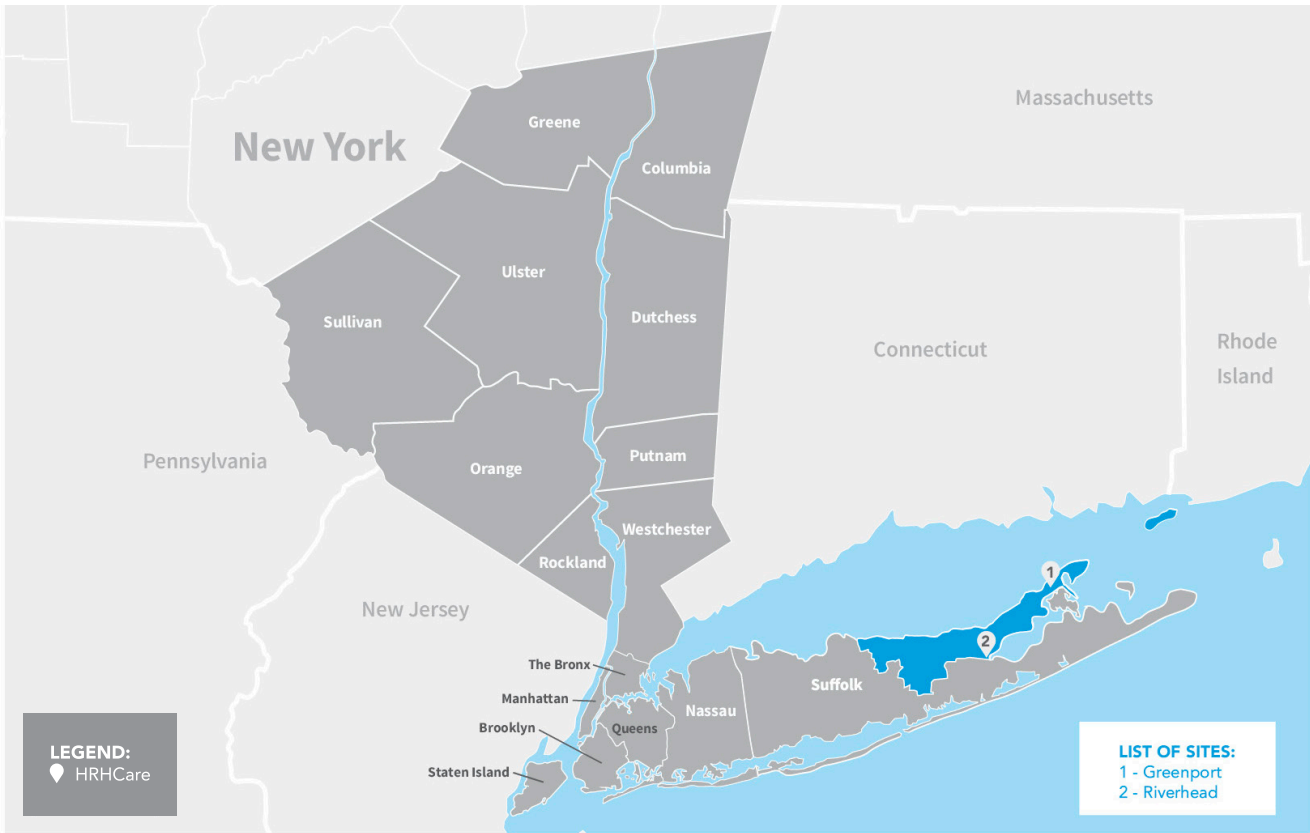 Massachusetts
New York
Greene
Columbia
Ulster
Dutchess
Sullivan
Connecticut
Rhode
Island
Pennsylvania
Orange
Putnam
Westchester
Rockland
New Jersey
1
2
The Bronx
Manhattan
Suffolk
Nassau
Brooklyn
Queens
Staten Island
LEGEND:
HRHCare
LIST OF SITES:
1 - Greenport
2 - Riverhead